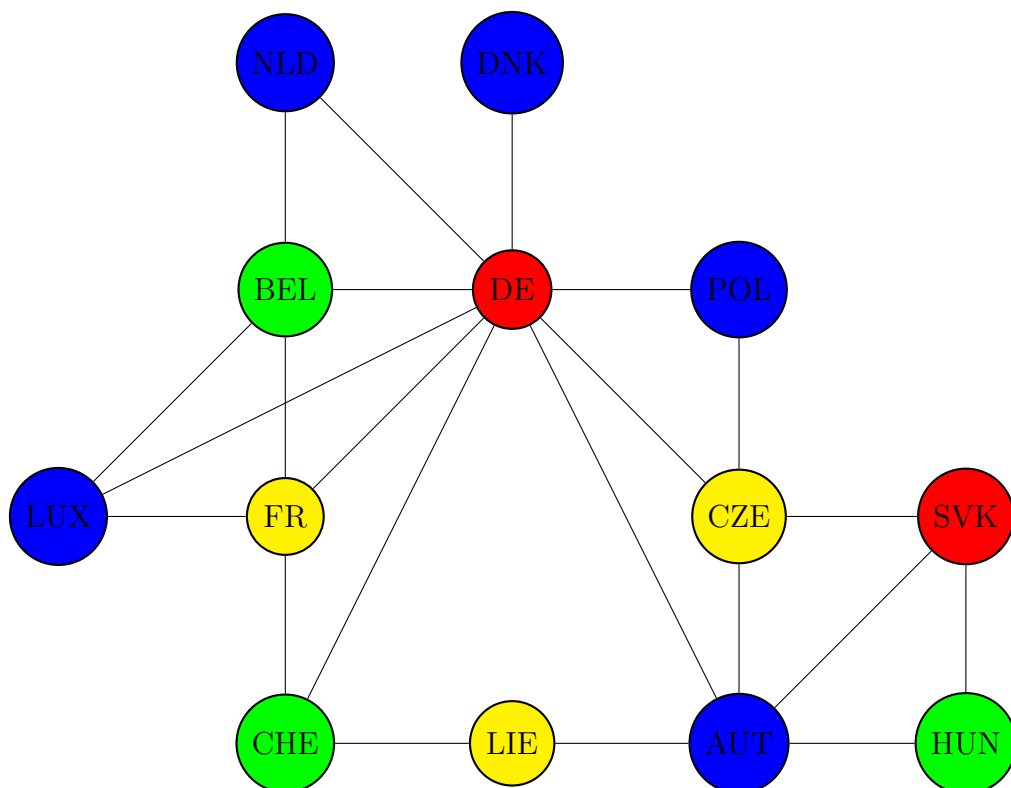 NLD
DNK
BEL
DE
POL
LUX
FR
CZE
SVK
CHE
LIE
AUT
HUN